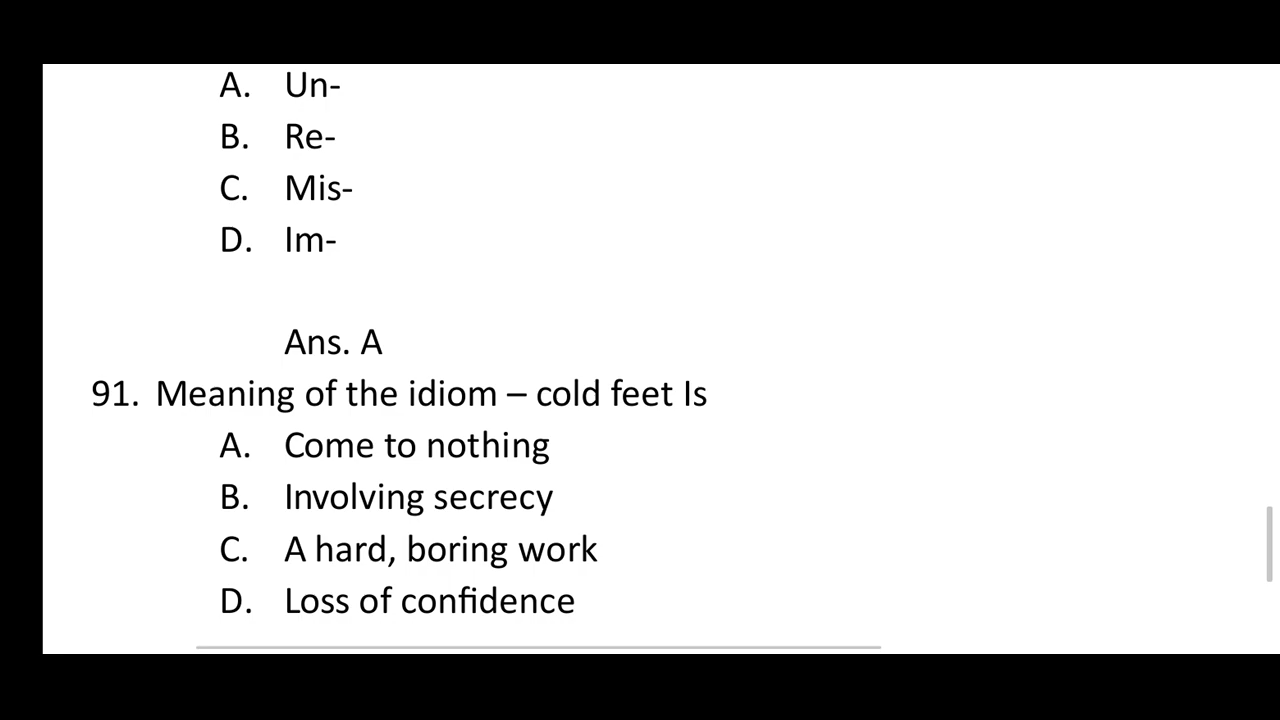 A. Un-
B. Re-
C. Mis-
D. Im-
Ans. A
91. Meaning of the idiom – cold feet Is
A. Come to nothing
B. Involving secrecy
C. A hard, boring work
D. Loss of confidence